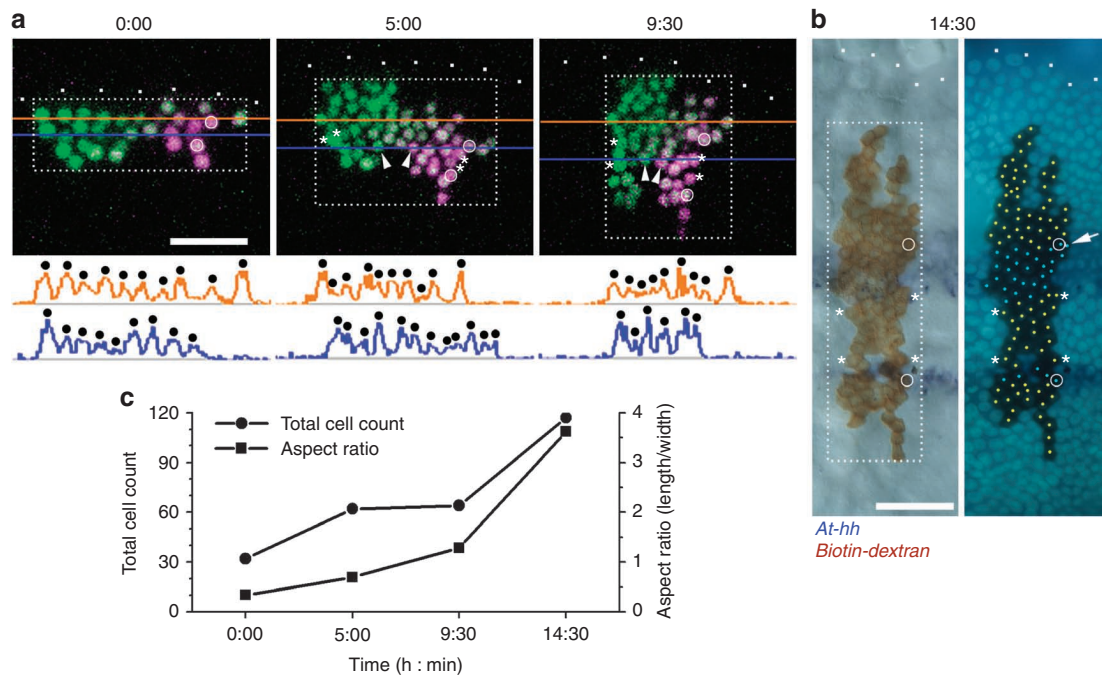 a
0:00
5:00
9:30
b
14:30
At-hh
Biotin-dextran
c
Total cell count
Aspect ratio
Total cell count
120
90
60
30
0
Aspect ratio (length/width)
4
3
2
1
0
0:00
5:00
9:30
14:30
Time (h : min)